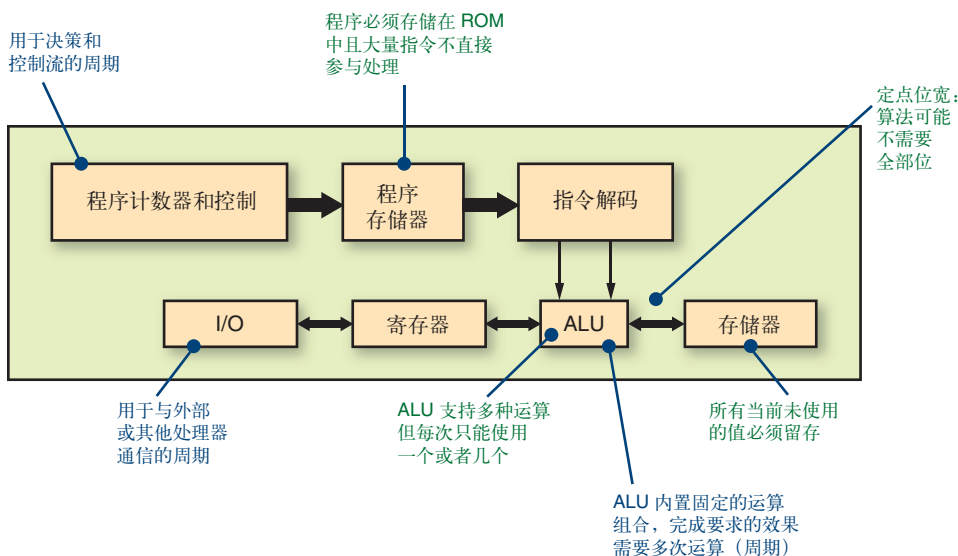 用于决策和
控制流的周期
程序必须存储在 ROM
中且大量指令不直接
参与处理
定点位宽：
算法可能
不需要
全部位
程序计数器和控制
程序
存储器
指令解码
I/O
寄存器
ALU
存储器
用于与外部
或其他处理器
通信的周期
ALU 支持多种运算
但每次只能使用
一个或者几个
所有当前未使用
的值必须留存
ALU 内置固定的运算
组合，完成要求的效果
需要多次运算（周期）